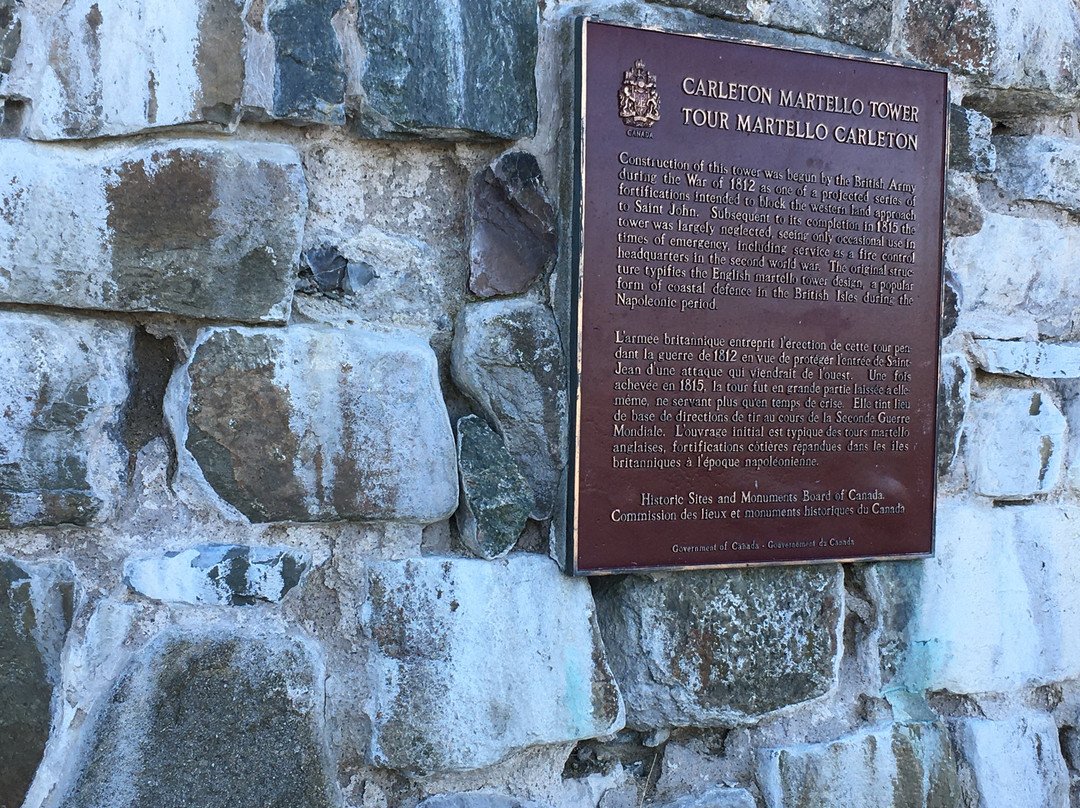 CANADA
CARLETON MARTELLO TOWER
TOUR MARTELLO CARLETON
Construction of this tower was begun by the British Army
during the War of 1812 as one of a projected series of
fortifications intended to block the western land approach
to Saint John. Subsequent to its completion in 1815 the
tower was largely neglected, seeing only occasional use in
times of emergency, including service as a fire control
headquarters in the second world war. The original struc-
ture typifies the English martello tower design, a popular
form of coastal defence in the British Isles during the
Napoleonic period.
L'armée britannique entreprit l'érection de cette tour pen-
dant la guerre de 1812 en vue de protéger l'entrée de Saint-
Jean d'une attaque qui viendrait de l'ouest. Une fois
achevée en 1815, la tour fut en grande partie laissée à elle-
même, ne servant plus qu'en temps de crise. Elle tint lieu
de base de directions de tir au cours de la Seconde Guerre
Mondiale. L'ouvrage initial est typique des tours martello
anglaises, fortifications côtières répandues dans les îles
britanniques à l'époque napoléonienne.
Historic Sites and Monuments Board of Canada.
Commission des lieux et monuments historiques du Canada
Government of Canada - Gouvernement du Canada